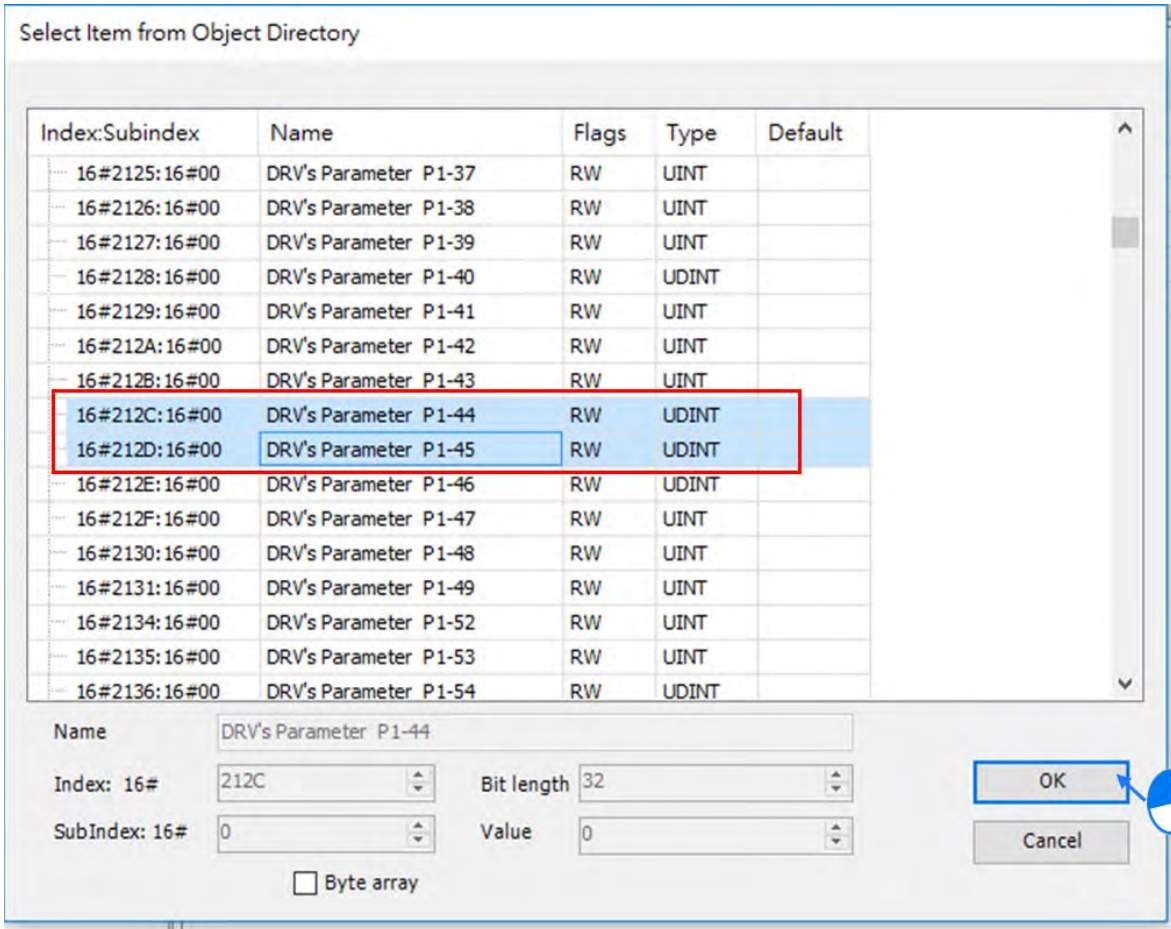 Select Item from Object Directory
Index:Subindex Name Flags Type Default
16#2125:16#00 DRV's Parameter P1-37 RW UINT
16#2126:16#00 DRV's Parameter P1-38 RW UINT
16#2127:16#00 DRV's Parameter P1-39 RW UINT
16#2128:16#00 DRV's Parameter P1-40 RW UDINT
16#2129:16#00 DRV's Parameter P1-41 RW UINT
16#212A:16#00 DRV's Parameter P1-42 RW UINT
16#212B:16#00 DRV's Parameter P1-43 RW UINT
16#212C:16#00 DRV's Parameter P1-44 RW UDINT
16#212D:16#00 DRV's Parameter P1-45 RW UDINT
16#212E:16#00 DRV's Parameter P1-46 RW UDINT
16#212F:16#00 DRV's Parameter P1-47 RW UINT
16#2130:16#00 DRV's Parameter P1-48 RW UINT
16#2131:16#00 DRV's Parameter P1-49 RW UINT
16#2134:16#00 DRV's Parameter P1-52 RW UINT
16#2135:16#00 DRV's Parameter P1-53 RW UINT
16#2136:16#00 DRV's Parameter P1-54 RW UDINT
Name DRV's Parameter P1-44
Index: 16# 212C Bit length 32 OK
SubIndex: 16# 0 Value 0 Cancel
Byte array